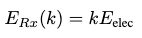 E_{Rx}(k) = kE_{elec}